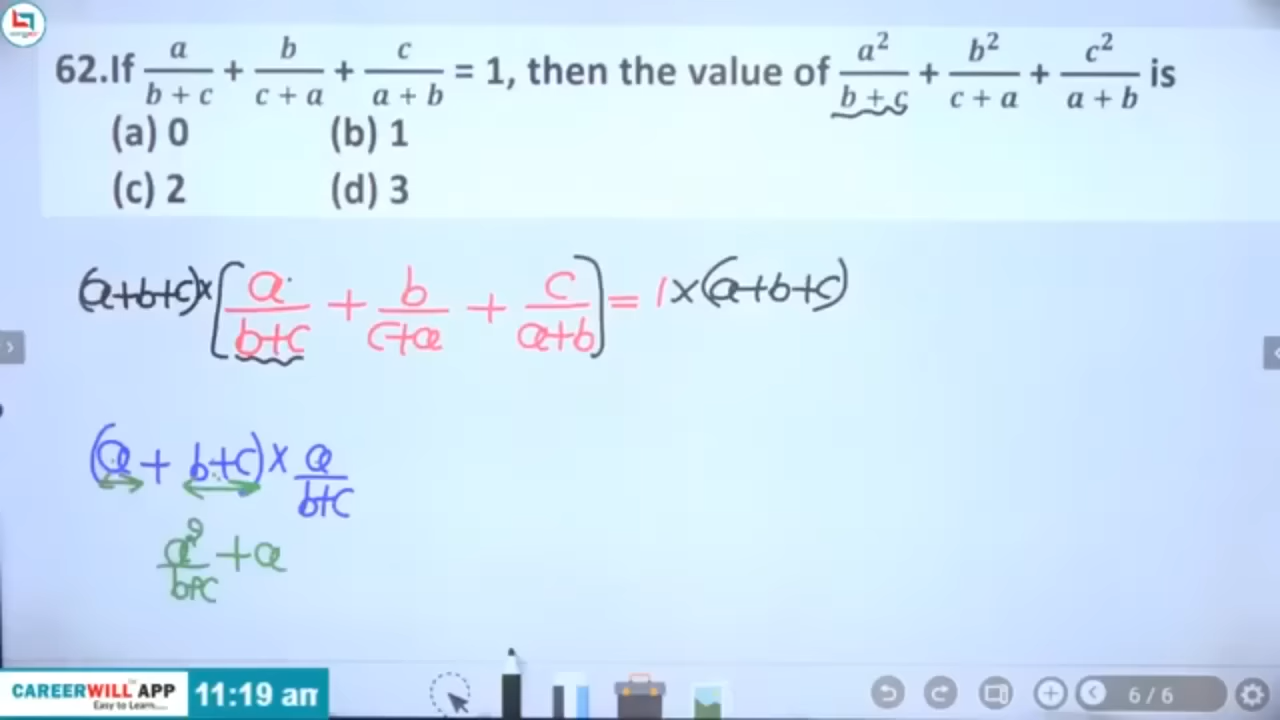 62.If a/(b + c) + b/(c + a) + c/(a + b) = 1, then the value of a²/(b + c) + b²/(c + a) + c²/(a + b) is
(a) 0 (b) 1
(c) 2 (d) 3
(a+b+c)×[a/(b+c) + b/(c+a) + c/(a+b)] = 1×(a+b+c)
(a + b+c)× a/(b+c)
a²/(b+c) + a
CAREERWILL APP
Easy to Learn.....
11:19 am
6 / 6